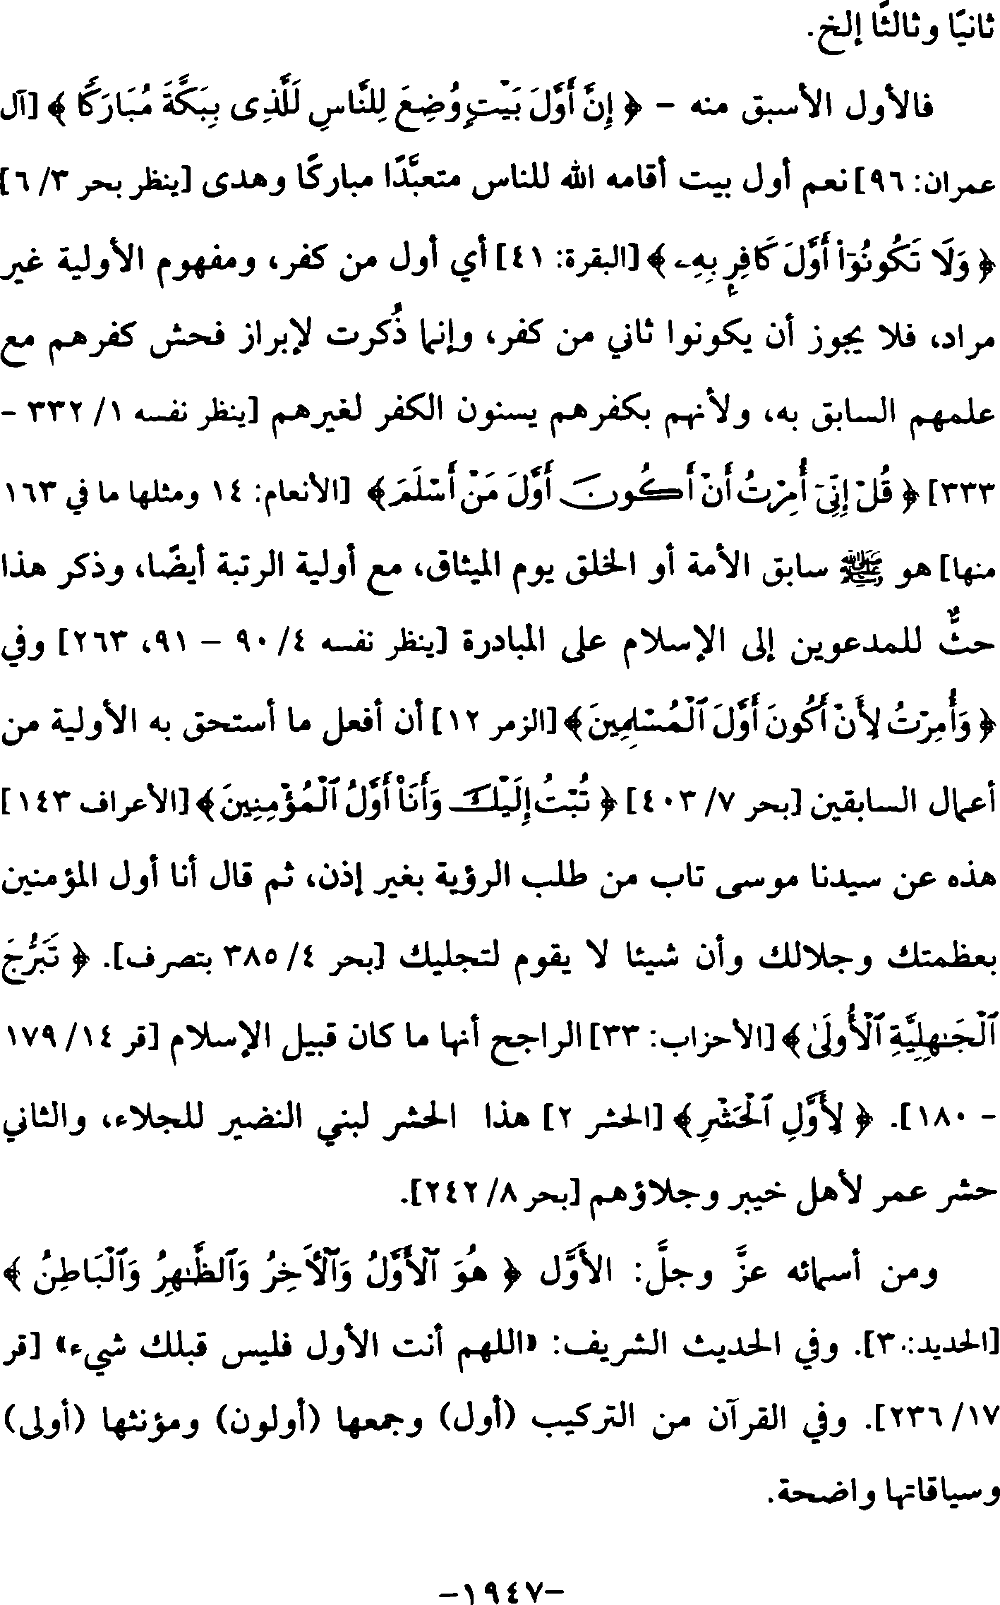 ثانيًا وثالثًا إلخ.
فالأول الأسبق منه – ﴿ إِنَّ أَوَّلَ بَيْتٍ وُضِعَ لِلنَّاسِ لَلَّذِى بِبَكَّةَ مُبَارَكًا ﴾ [آل
عمران: ٩٦] نعم أول بيت أقامه الله للناس متعبَّدًا مباركًا وهدى [ينظر بحر ٣/ ٦]
﴿ وَلَا تَكُونُوٓا۟ أَوَّلَ كَافِرٍۭ بِهِۦ ﴾ [البقرة: ٤١] أي أول من كفر، ومفهوم الأولية غير
مراد، فلا يجوز أن يكونوا ثاني من كفر، وإنما ذُكرت لإبراز فحش كفرهم مع
علمهم السابق به، ولأنهم بكفرهم يسنون الكفر لغيرهم [ينظر نفسه ١/ ٣٣٢ –
٣٣٣] ﴿ قُلْ إِنِّىٓ أُمِرْتُ أَنْ أَكُونَ أَوَّلَ مَنْ أَسْلَمَ﴾ [الأنعام: ١٤ ومثلها ما في ١٦٣
منها] هو ﷺ سابق الأمة أو الخلق يوم الميثاق، مع أولية الرتبة أيضًا، وذكر هذا
حثٌّ للمدعوين إلى الإسلام على المبادرة [ينظر نفسه ٤/ ٩٠ – ٩١، ٢٦٣] وفي
﴿ وَأُمِرْتُ لِأَنْ أَكُونَ أَوَّلَ ٱلْمُسْلِمِينَ﴾ [الزمر ١٢] أن أفعل ما أستحق به الأولية من
أعمال السابقين [بحر ٧/ ٤٠٣] ﴿ تُبْتُ إِلَيْكَ وَأَنَا۠ أَوَّلُ ٱلْمُؤْمِنِينَ﴾ [الأعراف ١٤٣]
هذه عن سيدنا موسى تاب من طلب الرؤية بغير إذن، ثم قال أنا أول المؤمنين
بعظمتك وجلالك وأن شيئا لا يقوم لتجليك [بحر ٤/ ٣٨٥ بتصرف]. ﴿ تَبَرُّجَ
ٱلْجَـٰهِلِيَّةِ ٱلْأُولَىٰ ﴾ [الأحزاب: ٣٣] الراجح أنها ما كان قبيل الإسلام [قر ١٤/ ١٧٩
– ١٨٠]. ﴿ لِأَوَّلِ ٱلْحَشْرِ﴾ [الحشر ٢] هذا الحشر لبني النضير للجلاء، والثاني
حشر عمر لأهل خيبر وجلاؤهم [بحر ٨/ ٢٤٢].
ومن أسمائه عزَّ وجلَّ: الأوَّل ﴿ هُوَ ٱلْأَوَّلُ وَٱلْـَٔاخِرُ وَٱلظَّـٰهِرُ وَٱلْبَاطِنُ ﴾
[الحديد: ٣]. وفي الحديث الشريف: «اللهم أنت الأول فليس قبلك شيء» [قر
١٧/ ٢٣٦]. وفي القرآن من التركيب (أول) وجمعها (أولون) ومؤنثها (أولى)
وسياقاتها واضحة.
–١٩٤٧–